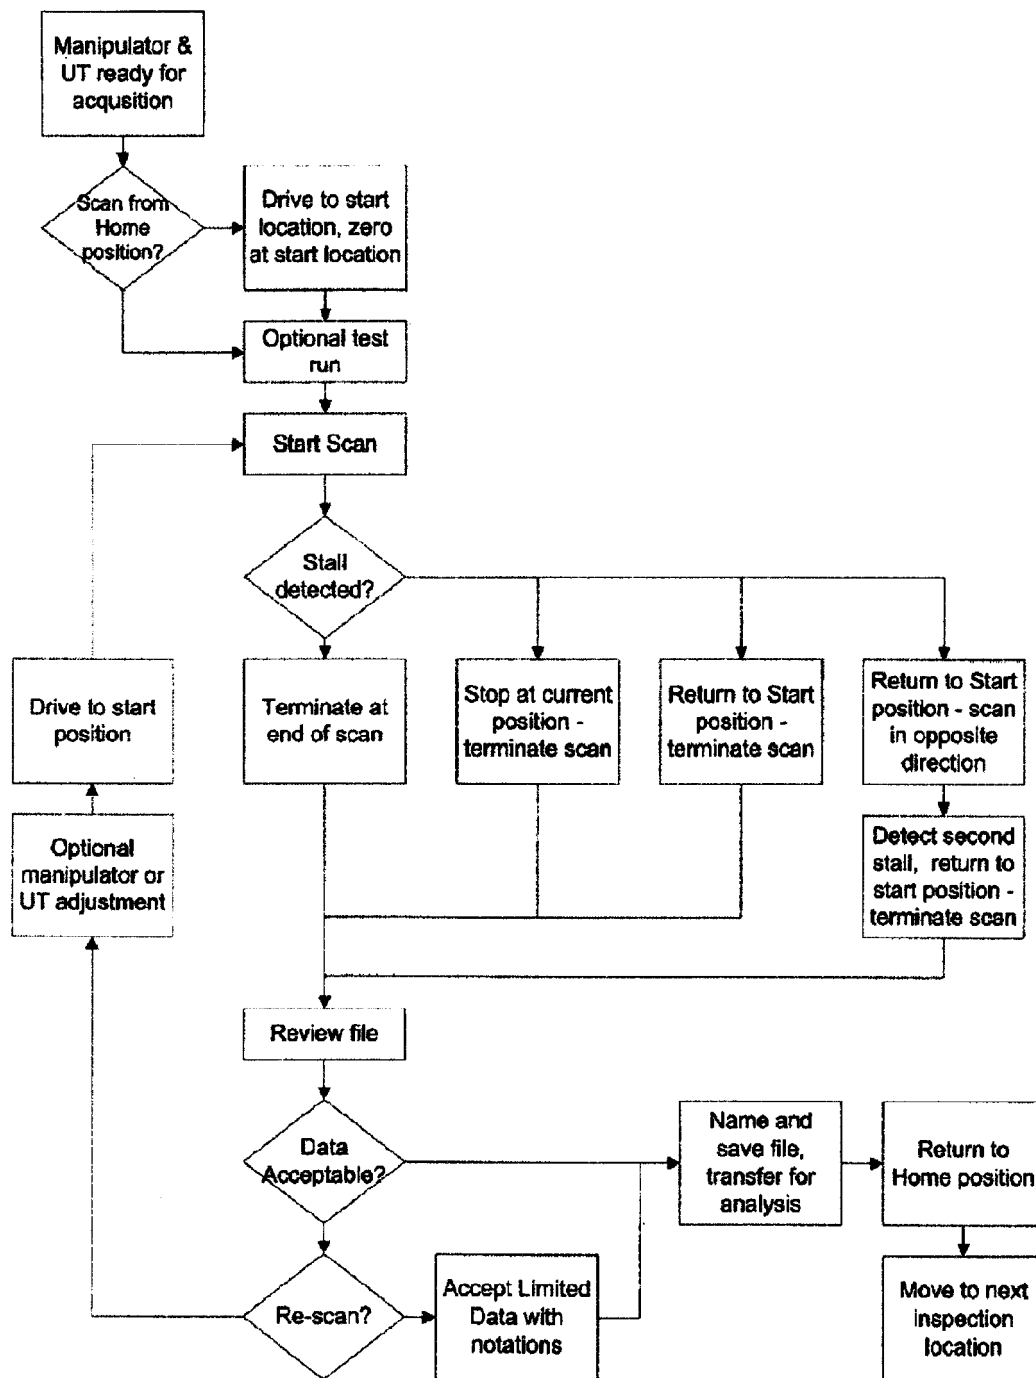 Manipulator &
UT ready for
acqusition
Scan from
Home
position?
Drive to start
location, zero
at start location
Optional test
run
Start Scan
Stall
detected?
Drive to start
position
Terminate at
end of scan
Stop at current
position -
terminate scan
Return to Start
position -
terminate scan
Return to Start
position - scan
in opposite
direction
Optional
manipulator or
UT adjustment
Detect second
stall, return to
start position -
terminate scan
Review file
Data
Acceptable?
Name and
save file,
transfer for
analysis
Return to
Home position
Re-scan?
Accept Limited
Data with
notations
Move to next
inspection
location